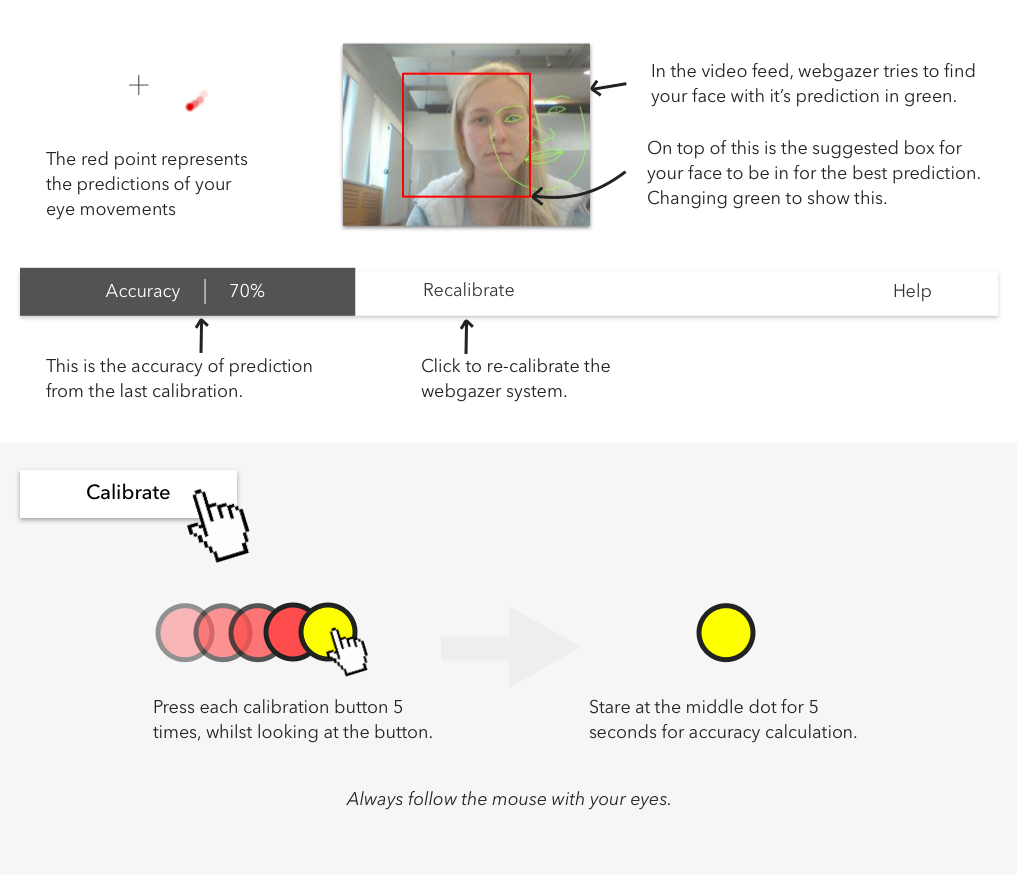 In the video feed, webgazer tries to find
your face with it's prediction in green.
On top of this is the suggested box for
your face to be in for the best prediction.
Changing green to show this.
The red point represents
the predictions of your
eye movements
Accuracy | 70%
Recalibrate
Help
This is the accuracy of prediction
from the last calibration.
Click to re-calibrate the
webgazer system.
Calibrate
Press each calibration button 5
times, whilst looking at the button.
Stare at the middle dot for 5
seconds for accuracy calculation.
Always follow the mouse with your eyes.